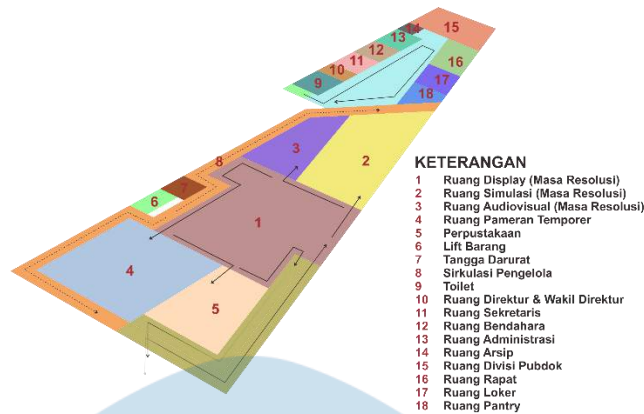 14
13
15
12
11
10
9
16
17
18
3
8
2
6
7
1
4
5
KETERANGAN
1 Ruang Display (Masa Resolusi)
2 Ruang Simulasi (Masa Resolusi)
3 Ruang Audiovisual (Masa Resolusi)
4 Ruang Pameran Temporer
5 Perpustakaan
6 Lift Barang
7 Tangga Darurat
8 Sirkulasi Pengelola
9 Toilet
10 Ruang Direktur & Wakil Direktur
11 Ruang Sekretaris
12 Ruang Bendahara
13 Ruang Administrasi
14 Ruang Arsip
15 Ruang Divisi Pubdok
16 Ruang Rapat
17 Ruang Loker
18 Ruang Pantry